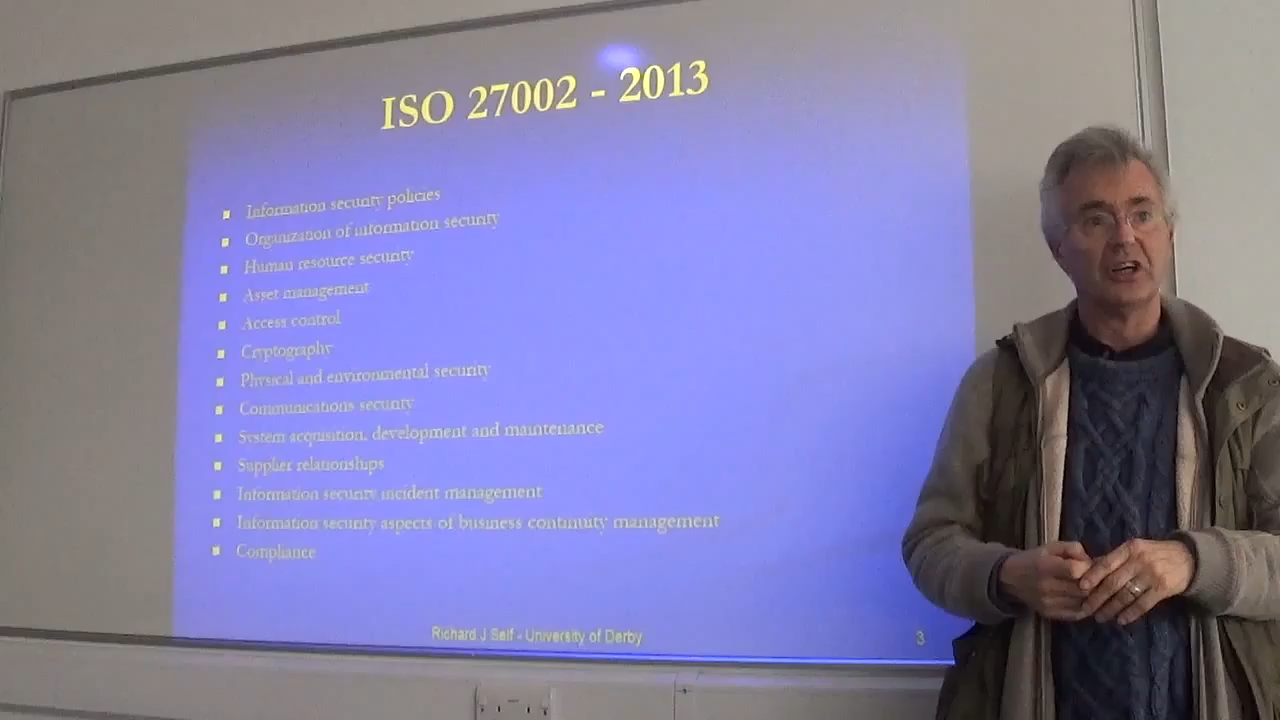 ISO 27002 - 2013
Information security policies
Organization of information security
Human resource security
Asset management
Access control
Cryptography
Physical and environmental security
Communications security
System acquisition, development and maintenance
Supplier relationships
Information security incident management
Information security aspects of business continuity management
Compliance
Richard J Self - University of Derby
3